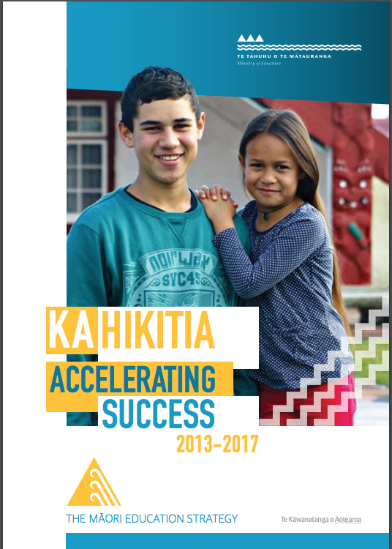 TE TĀHUHU O TE MĀTAURANGA
Ministry of Education
KA HIKITIA
ACCELERATING
SUCCESS
2013–2017
THE MĀORI EDUCATION STRATEGY
Te Kāwanatanga o Aotearoa